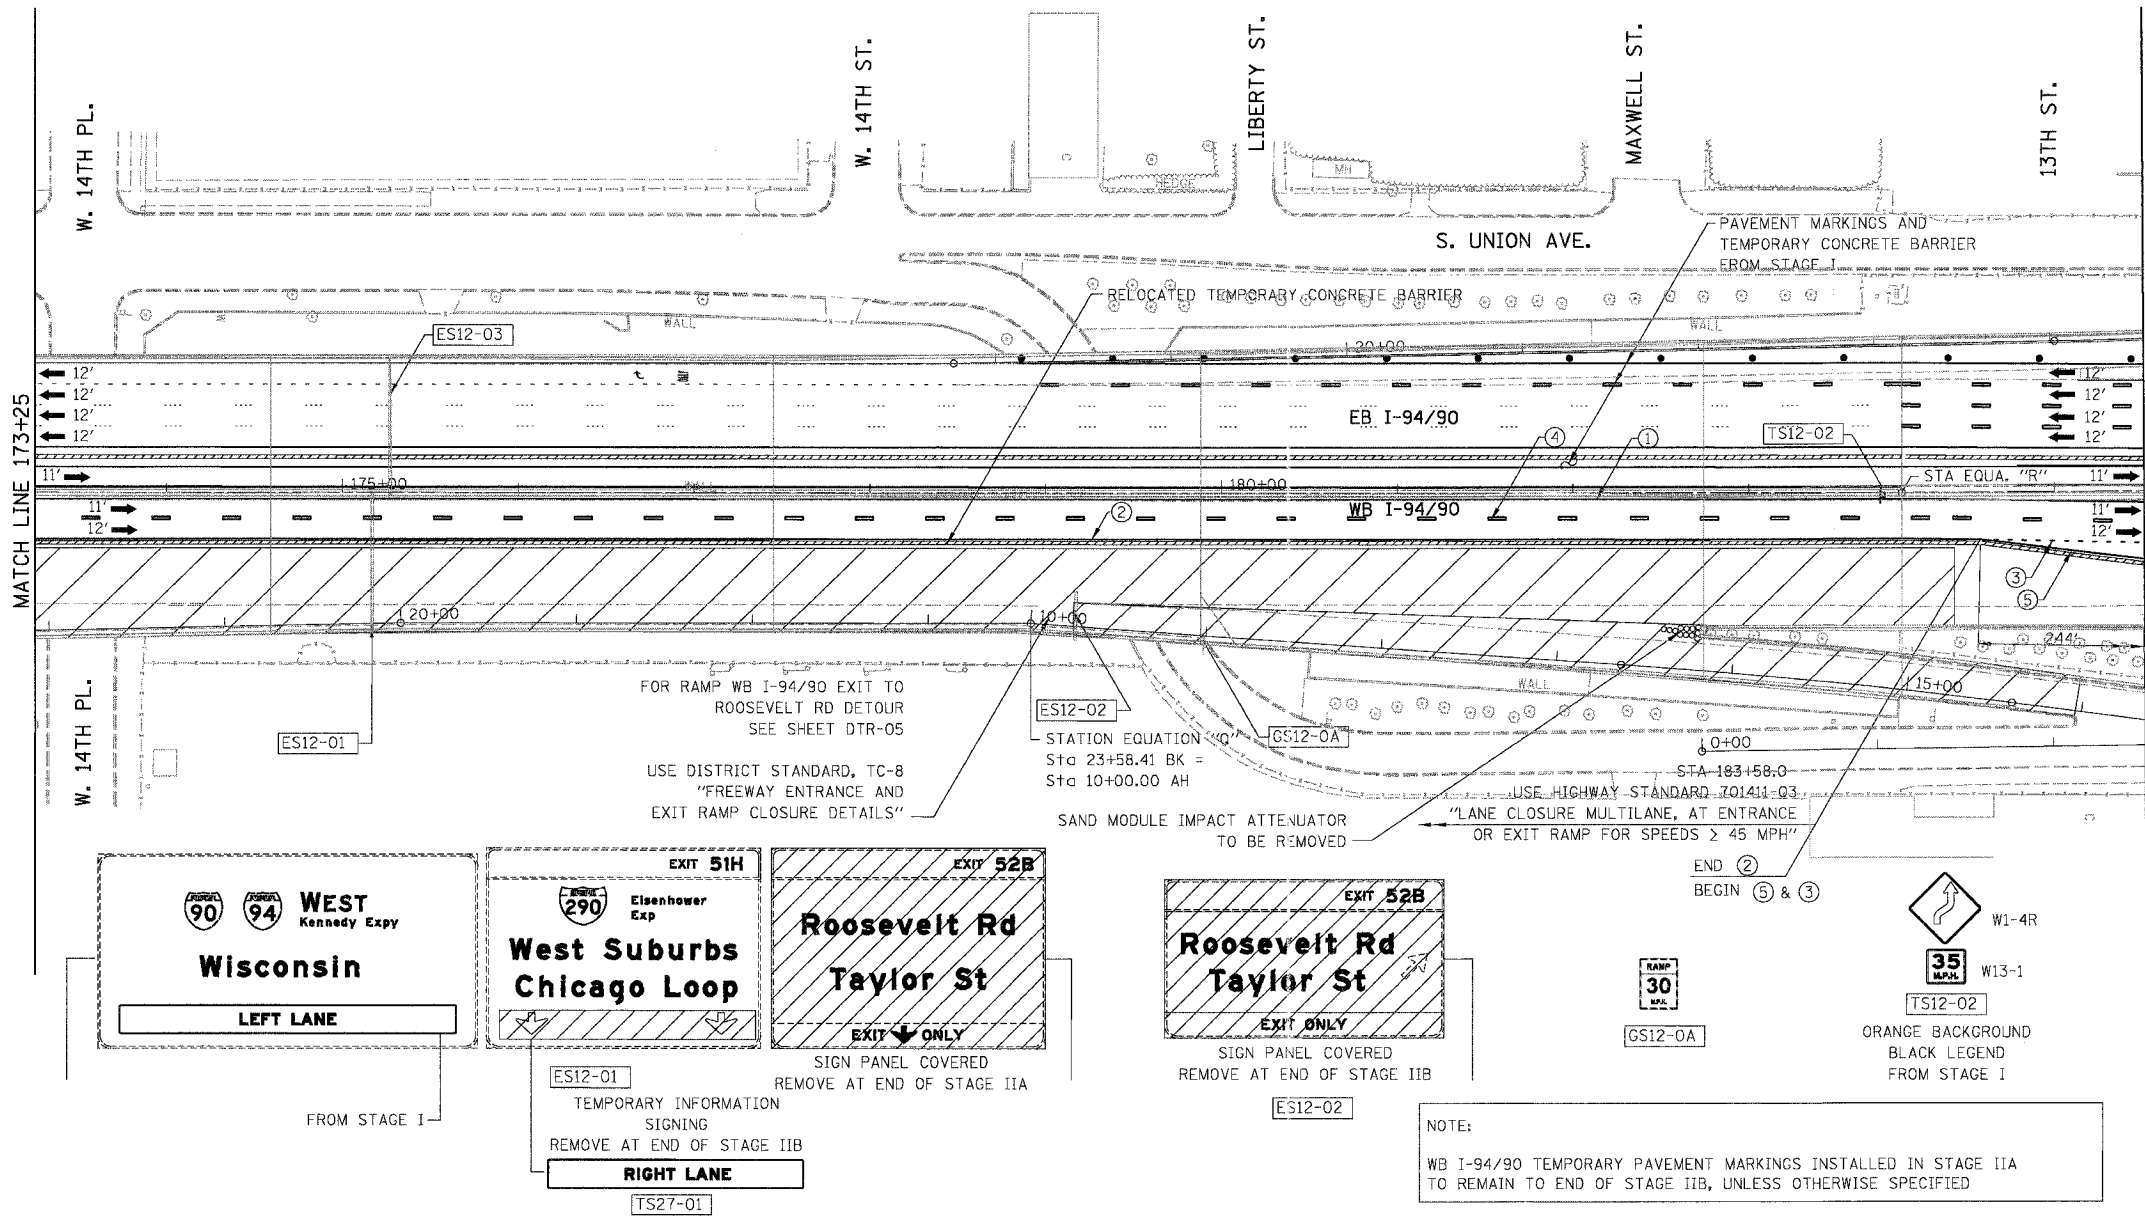 W. 14TH PL.
W. 14TH ST.
LIBERTY ST.
MAXWELL ST.
13TH ST.
MH
HEDGE
S. UNION AVE.
PAVEMENT MARKINGS AND
TEMPORARY CONCRETE BARRIER
FROM STAGE I
RELOCATED TEMPORARY CONCRETE BARRIER
WALL
WALL
ES12-03
20+00
12'
12'
12'
12'
12'
12'
12'
12'
EB I-94/90
4
1
TS12-02
MATCH LINE 173+25
11'
175+00
WALL
180+00
STA EQUA. "R"
11'
11'
12'
2
WB I-94/90
11'
12'
3
5
20+00
10+00
244'
15+00
WALL
W. 14TH PL.
FOR RAMP WB I-94/90 EXIT TO
ROOSEVELT RD DETOUR
SEE SHEET DTR-05
ES12-01
ES12-02
GS12-0A
STATION EQUATION "Q"
Sta 23+58.41 BK =
Sta 10+00.00 AH
0+00
USE DISTRICT STANDARD, TC-8
"FREEWAY ENTRANCE AND
EXIT RAMP CLOSURE DETAILS"
STA 183+58.0
USE HIGHWAY STANDARD 701411-03
"LANE CLOSURE MULTILANE, AT ENTRANCE
OR EXIT RAMP FOR SPEEDS ≥ 45 MPH"
SAND MODULE IMPACT ATTENUATOR
TO BE REMOVED
END 2
BEGIN 5 & 3
90 94 WEST
Kennedy Expy
Wisconsin
LEFT LANE
FROM STAGE I
EXIT 51H
290 Eisenhower
Exp
West Suburbs
Chicago Loop
ES12-01
TEMPORARY INFORMATION
SIGNING
REMOVE AT END OF STAGE IIB
RIGHT LANE
TS27-01
EXIT 52B
Roosevelt Rd
Taylor St
EXIT ONLY
SIGN PANEL COVERED
REMOVE AT END OF STAGE IIA
EXIT 52B
Roosevelt Rd
Taylor St
EXIT ONLY
SIGN PANEL COVERED
REMOVE AT END OF STAGE IIB
ES12-02
RAMP
30
M.P.H.
GS12-0A
W1-4R
35
M.P.H.
W13-1
TS12-02
ORANGE BACKGROUND
BLACK LEGEND
FROM STAGE I
NOTE:
WB I-94/90 TEMPORARY PAVEMENT MARKINGS INSTALLED IN STAGE IIA
TO REMAIN TO END OF STAGE IIB, UNLESS OTHERWISE SPECIFIED